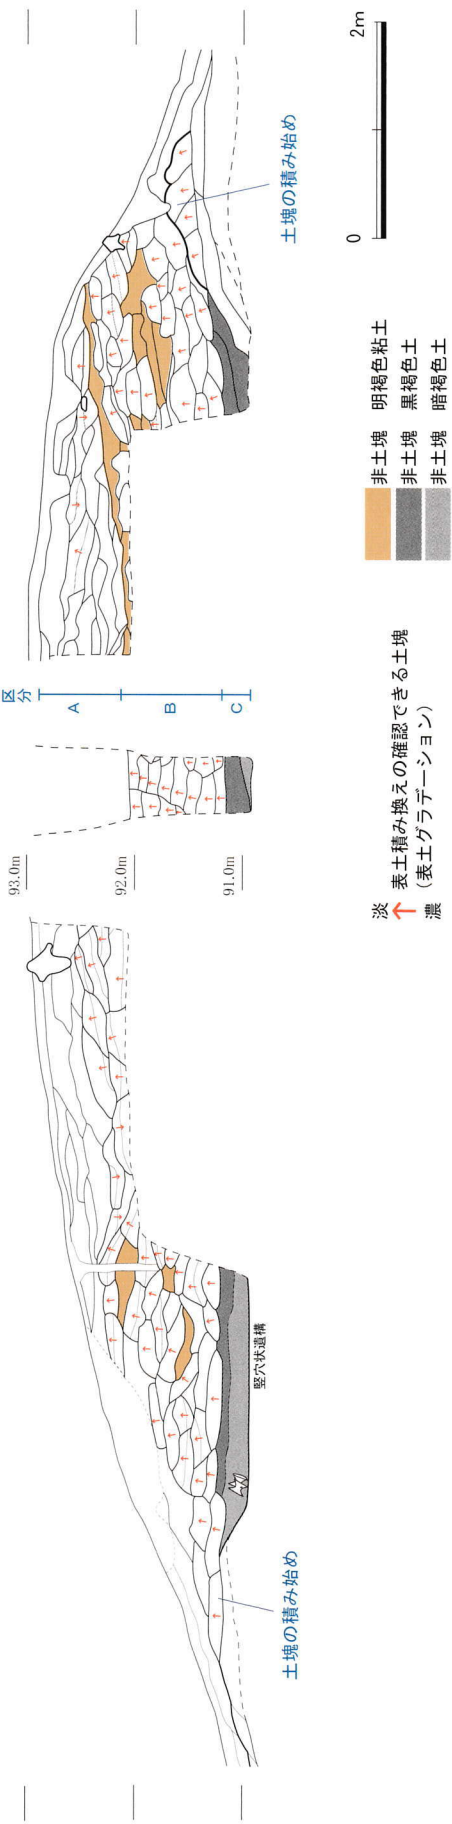 93.0m
92.0m
91.0m
区分
A
B
C
土塊の積み始め
竪穴状遺構
土塊の積み始め
淡
濃
表土積み換えの確認できる土塊
(表土グラデーション)
非土塊 明褐色粘土
非土塊 黒褐色土
非土塊 暗褐色土
0
2m